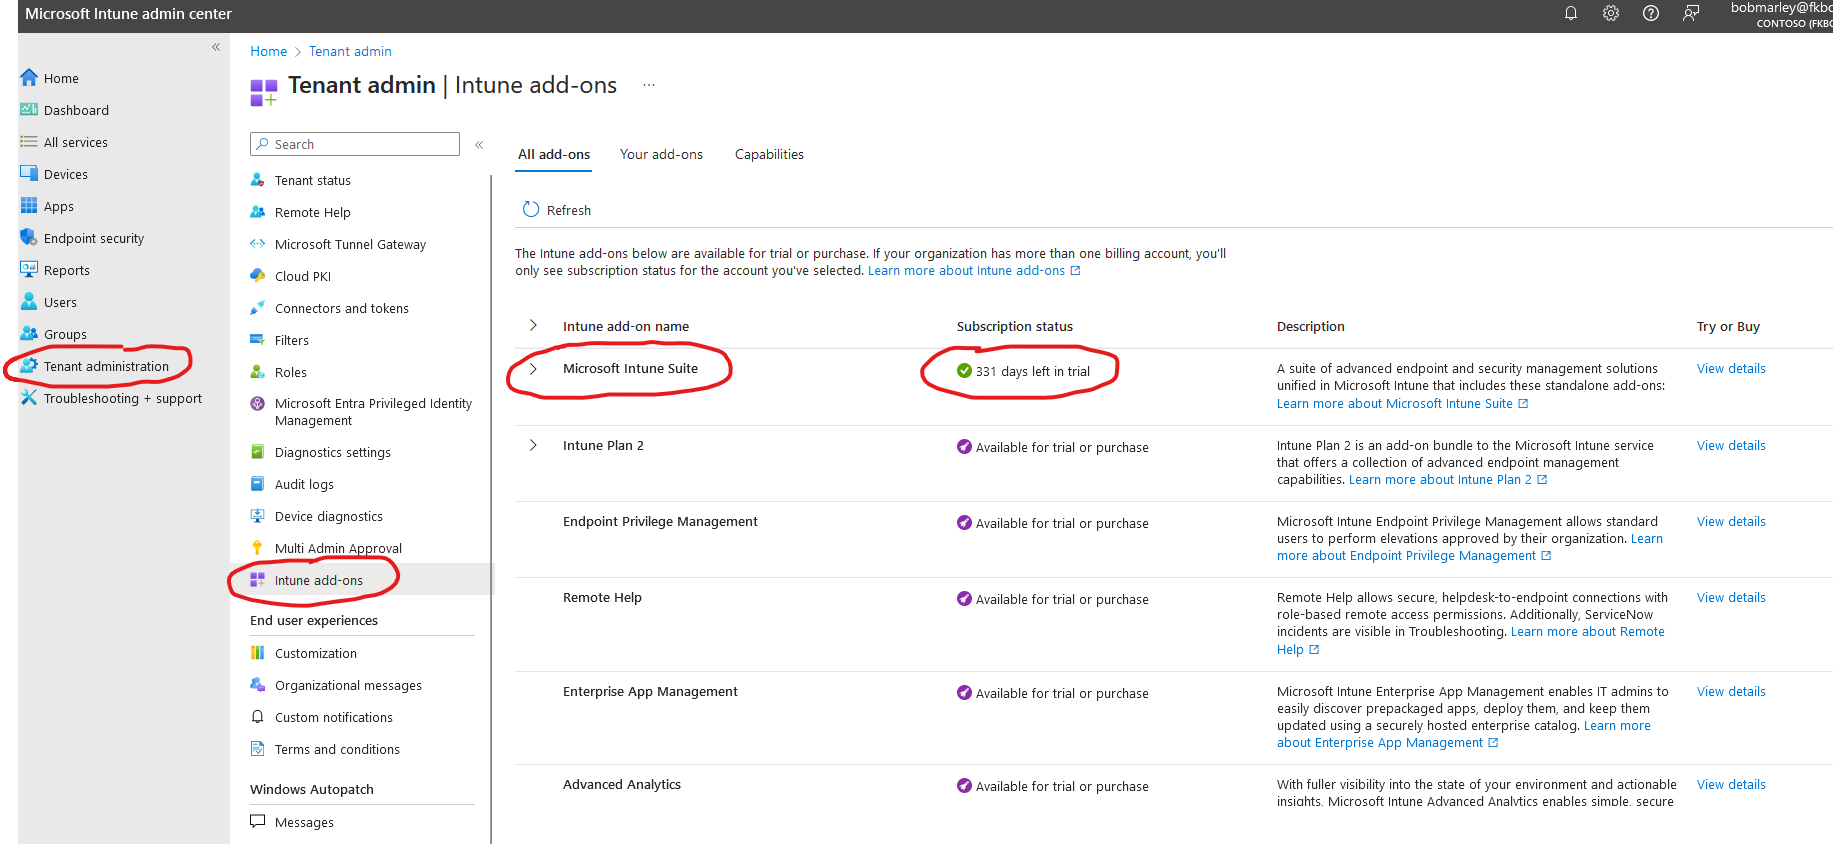 Microsoft Intune admin center
bobmarley@fkbc
CONTOSO (FKBC
Home
Dashboard
All services
Devices
Apps
Endpoint security
Reports
Users
Groups
Tenant administration
Troubleshooting + support
Home > Tenant admin
Tenant admin | Intune add-ons ...
Search
Tenant status
Remote Help
Microsoft Tunnel Gateway
Cloud PKI
Connectors and tokens
Filters
Roles
Microsoft Entra Privileged Identity
Management
Diagnostics settings
Audit logs
Device diagnostics
Multi Admin Approval
Intune add-ons
End user experiences
Customization
Organizational messages
Custom notifications
Terms and conditions
Windows Autopatch
Messages
All add-ons Your add-ons Capabilities
Refresh
The Intune add-ons below are available for trial or purchase. If your organization has more than one billing account, you'll
only see subscription status for the account you've selected. Learn more about Intune add-ons
Intune add-on name Subscription status Description Try or Buy
Microsoft Intune Suite
331 days left in trial
A suite of advanced endpoint and security management solutions
unified in Microsoft Intune that includes these standalone add-ons:
Learn more about Microsoft Intune Suite
View details
Intune Plan 2
Available for trial or purchase
Intune Plan 2 is an add-on bundle to the Microsoft Intune service
that offers a collection of advanced endpoint management
capabilities. Learn more about Intune Plan 2
View details
Endpoint Privilege Management
Available for trial or purchase
Microsoft Intune Endpoint Privilege Management allows standard
users to perform elevations approved by their organization. Learn
more about Endpoint Privilege Management
View details
Remote Help
Available for trial or purchase
Remote Help allows secure, helpdesk-to-endpoint connections with
role-based remote access permissions. Additionally, ServiceNow
incidents are visible in Troubleshooting. Learn more about Remote
Help
View details
Enterprise App Management
Available for trial or purchase
Microsoft Intune Enterprise App Management enables IT admins to
easily discover prepackaged apps, deploy them, and keep them
updated using a securely hosted enterprise catalog. Learn more
about Enterprise App Management
View details
Advanced Analytics
Available for trial or purchase
With fuller visibility into the state of your environment and actionable
insights, Microsoft Intune Advanced Analytics enables simple, secure
View details